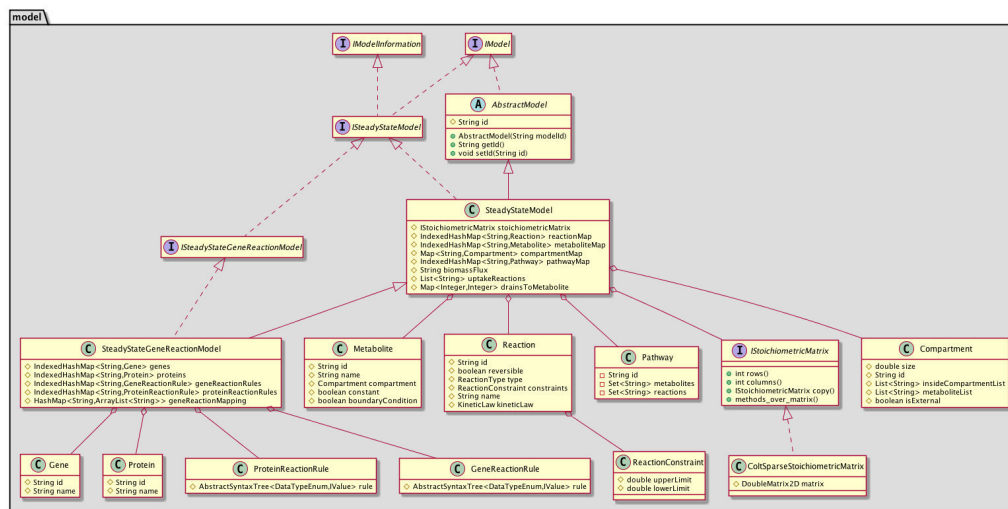 model
I IModelInformation
I IModel
A AbstractModel
String id
AbstractModel(String modelId)
String getId()
void setId(String id)
I ISteadyStateModel
C SteadyStateModel
IStoichiometricMatrix stoichiometricMatrix
IndexedHashMap<String,Reaction> reactionMap
IndexedHashMap<String,Metabolite> metaboliteMap
Map<String,Compartment> compartmentMap
IndexedHashMap<String,Pathway> pathwayMap
String biomassFlux
List<String> uptakeReactions
Map<Integer,Integer> drainsToMetabolite
I ISteadyStateGeneReactionModel
C SteadyStateGeneReactionModel
IndexedHashMap<String,Gene> genes
IndexedHashMap<String,Protein> proteins
IndexedHashMap<String,GeneReactionRule> geneReactionRules
IndexedHashMap<String,ProteinReactionRule> proteinReactionRules
HashMap<String,ArrayList<String>> geneReactionMapping
C Metabolite
String id
String name
Compartment compartment
boolean constant
boolean boundaryCondition
C Reaction
String id
boolean reversible
ReactionType type
ReactionConstraint constraints
String name
KineticLaw kineticLaw
C Pathway
String id
Set<String> metabolites
Set<String> reactions
I IStoichiometricMatrix
int rows()
int columns()
IStoichiometricMatrix copy()
methods_over_matrix()
C Compartment
double size
String id
List<String> insideCompartmentList
List<String> metaboliteList
boolean isExternal
C Gene
String id
String name
C Protein
String id
String name
C ProteinReactionRule
AbstractSyntaxTree<DataTypeEnum,IValue> rule
C GeneReactionRule
AbstractSyntaxTree<DataTypeEnum,IValue> rule
C ReactionConstraint
double upperLimit
double lowerLimit
C ColtSparseStoichiometricMatrix
DoubleMatrix2D matrix